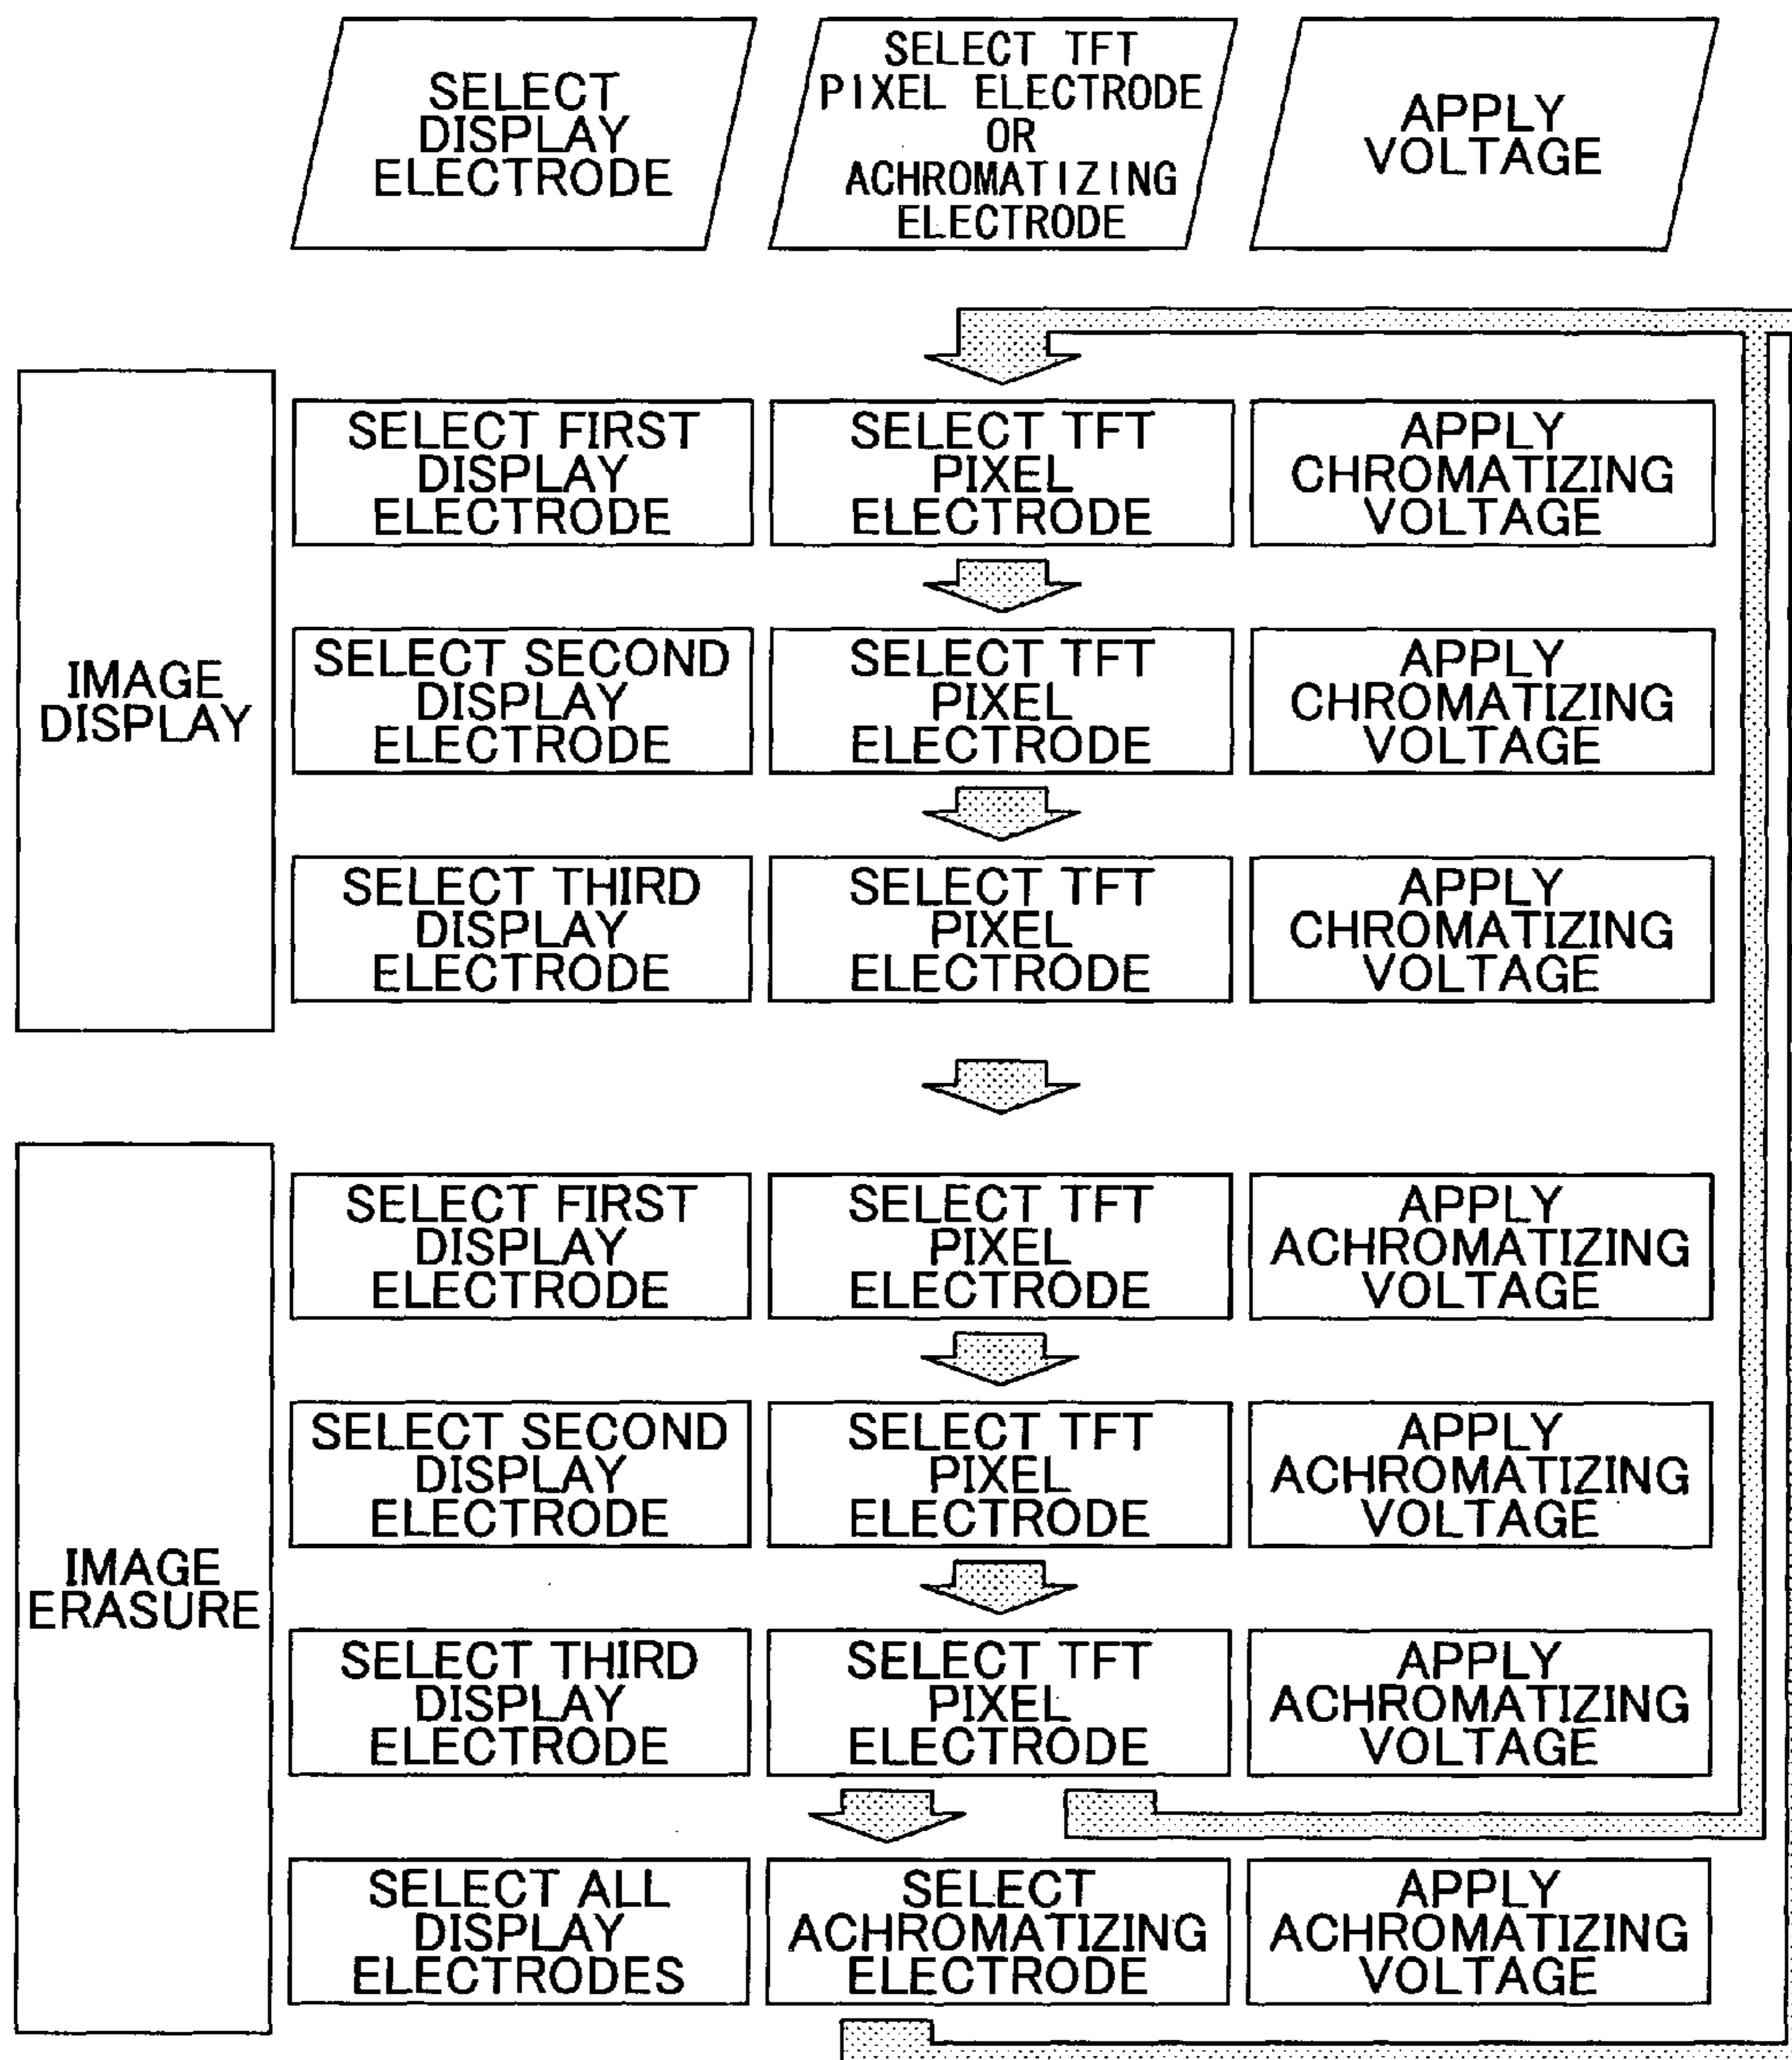 SELECT
DISPLAY
ELECTRODE
SELECT TFT
PIXEL ELECTRODE
OR
ACHROMATIZING
ELECTRODE
APPLY
VOLTAGE
IMAGE
DISPLAY
SELECT FIRST
DISPLAY
ELECTRODE
SELECT TFT
PIXEL
ELECTRODE
APPLY
CHROMATIZING
VOLTAGE
SELECT SECOND
DISPLAY
ELECTRODE
SELECT TFT
PIXEL
ELECTRODE
APPLY
CHROMATIZING
VOLTAGE
SELECT THIRD
DISPLAY
ELECTRODE
SELECT TFT
PIXEL
ELECTRODE
APPLY
CHROMATIZING
VOLTAGE
IMAGE
ERASURE
SELECT FIRST
DISPLAY
ELECTRODE
SELECT TFT
PIXEL
ELECTRODE
APPLY
ACHROMATIZING
VOLTAGE
SELECT SECOND
DISPLAY
ELECTRODE
SELECT TFT
PIXEL
ELECTRODE
APPLY
ACHROMATIZING
VOLTAGE
SELECT THIRD
DISPLAY
ELECTRODE
SELECT TFT
PIXEL
ELECTRODE
APPLY
ACHROMATIZING
VOLTAGE
SELECT ALL
DISPLAY
ELECTRODES
SELECT
ACHROMATIZING
ELECTRODE
APPLY
ACHROMATIZING
VOLTAGE